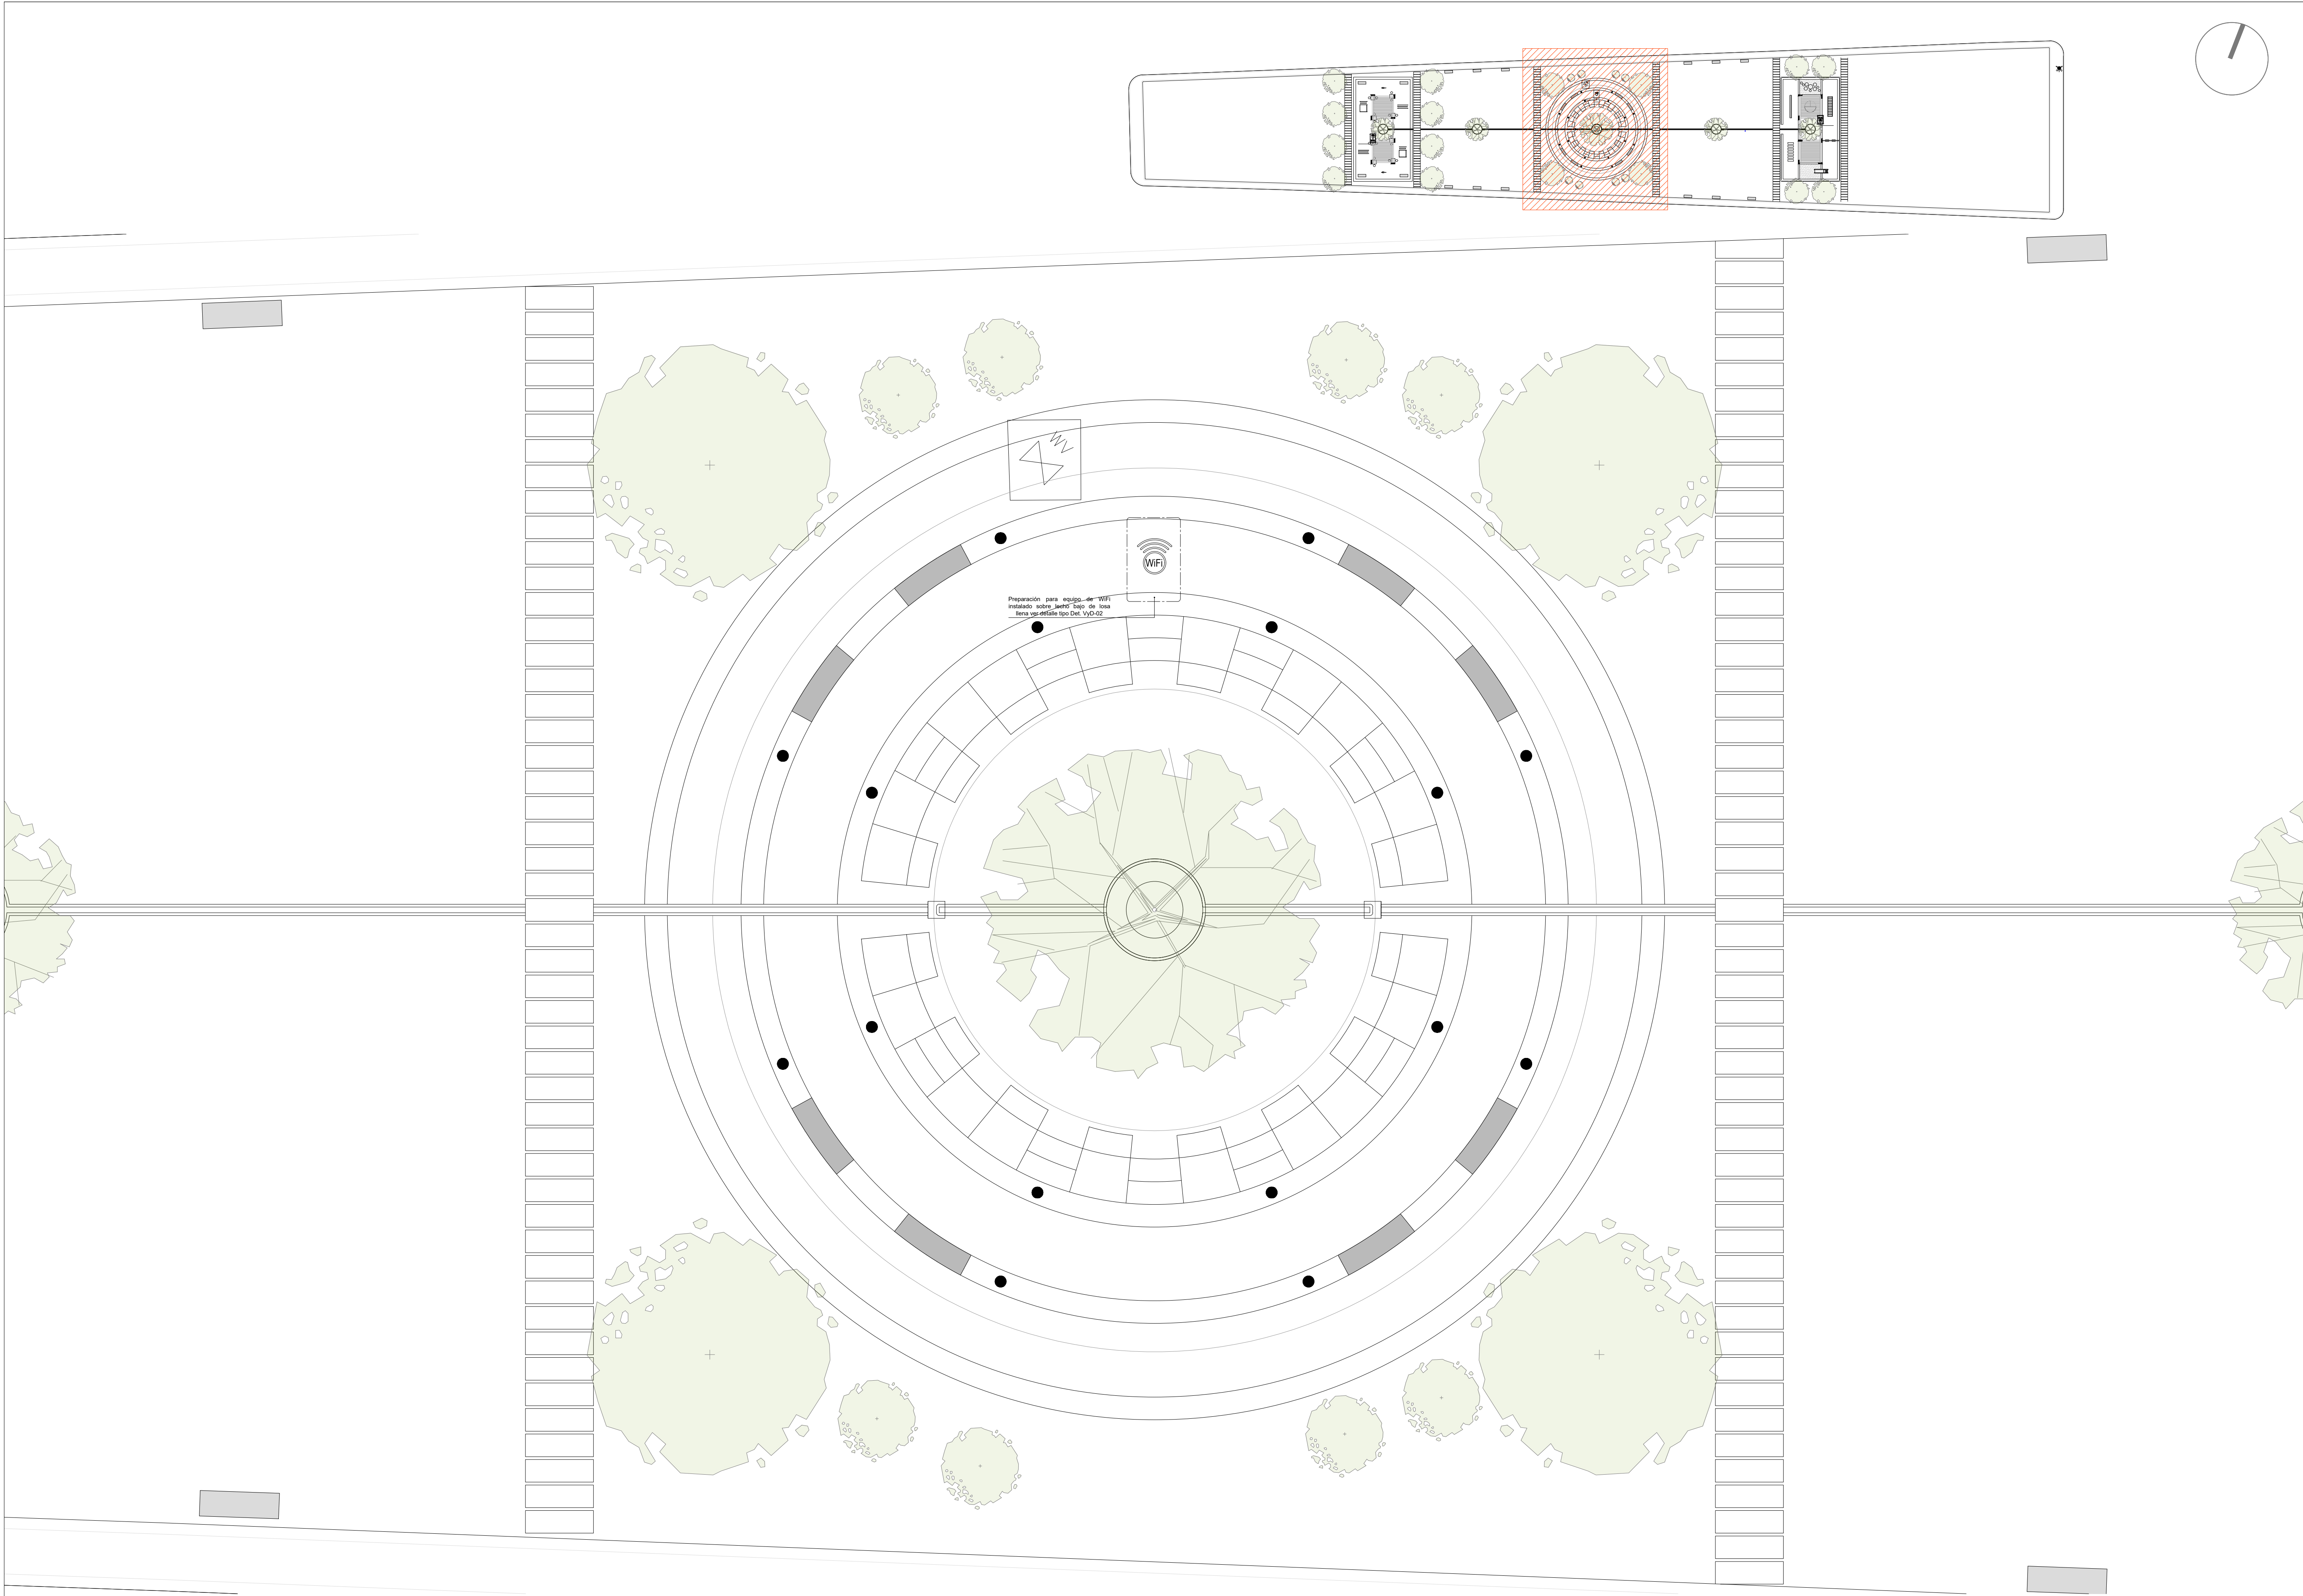 WiFi
Preparación para equipo de WiFi
instalado sobre lecho bajo de losa
llena ver detalle tipo Det. VyD-02